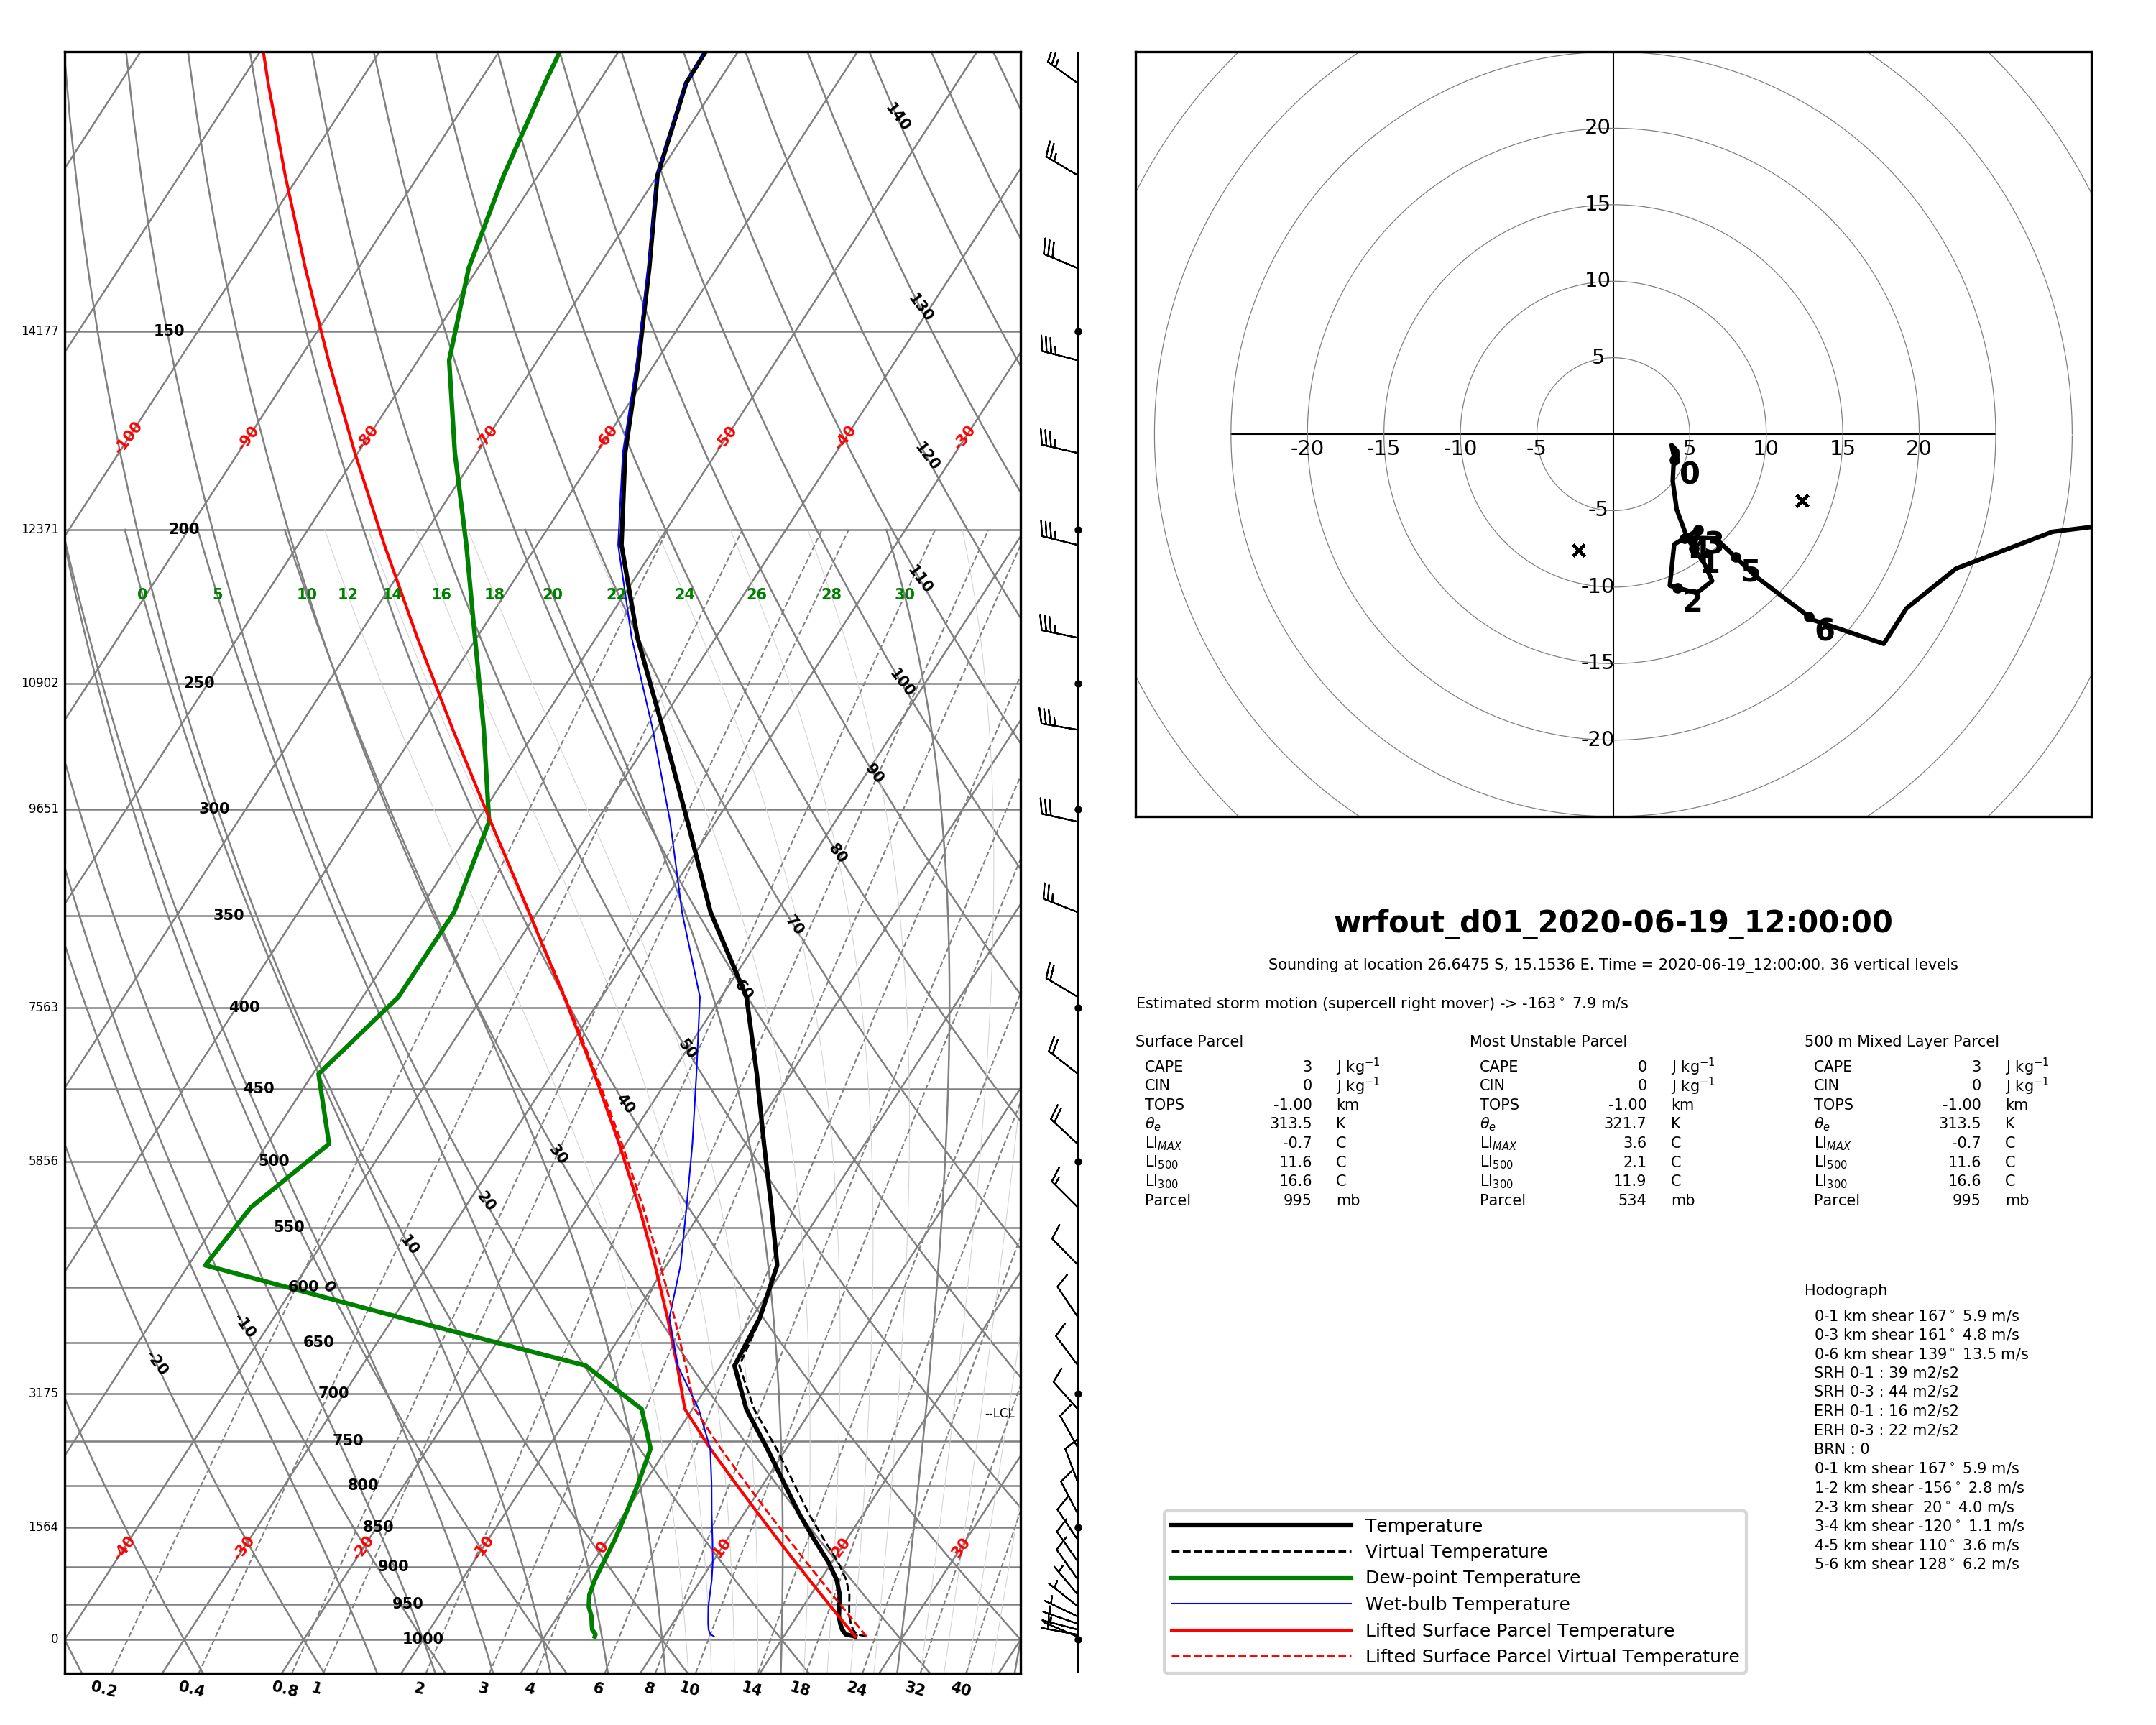 140
130
120
110
100
90
80
70
60
50
40
30
20
10
0
-10
-20
14177 150
-100 -90 -80 -70 -60 -50 -40 -30
12371 200
0 5 10 12 14 16 18 20 22 24 26 28 30
10902 250
9651 300
350
7563 400
450
5856 500
550
600
650
3175 700
--LCL
750
800
1564 850
-40 -30 -20 -10 0 10 20 30
900
950
0 1000
0.2 0.4 0.8 1 2 3 4 6 8 10 14 18 24 32 40
20
15
10
5
-20 -15 -10 -5 5 10 15 20
-5
-10
-15
-20
0
1
2
3
5
6
wrfout_d01_2020-06-19_12:00:00
Sounding at location 26.6475 S, 15.1536 E. Time = 2020-06-19_12:00:00. 36 vertical levels
Estimated storm motion (supercell right mover) -> -163° 7.9 m/s
Surface Parcel
CAPE 3 J kg⁻¹
CIN 0 J kg⁻¹
TOPS -1.00 km
θe 313.5 K
LIMAX -0.7 C
LI500 11.6 C
LI300 16.6 C
Parcel 995 mb
Most Unstable Parcel
CAPE 0 J kg⁻¹
CIN 0 J kg⁻¹
TOPS -1.00 km
θe 321.7 K
LIMAX 3.6 C
LI500 2.1 C
LI300 11.9 C
Parcel 534 mb
500 m Mixed Layer Parcel
CAPE 3 J kg⁻¹
CIN 0 J kg⁻¹
TOPS -1.00 km
θe 313.5 K
LIMAX -0.7 C
LI500 11.6 C
LI300 16.6 C
Parcel 995 mb
Hodograph
0-1 km shear 167° 5.9 m/s
0-3 km shear 161° 4.8 m/s
0-6 km shear 139° 13.5 m/s
SRH 0-1 : 39 m2/s2
SRH 0-3 : 44 m2/s2
ERH 0-1 : 16 m2/s2
ERH 0-3 : 22 m2/s2
BRN : 0
0-1 km shear 167° 5.9 m/s
1-2 km shear -156° 2.8 m/s
2-3 km shear 20° 4.0 m/s
3-4 km shear -120° 1.1 m/s
4-5 km shear 110° 3.6 m/s
5-6 km shear 128° 6.2 m/s
Temperature
Virtual Temperature
Dew-point Temperature
Wet-bulb Temperature
Lifted Surface Parcel Temperature
Lifted Surface Parcel Virtual Temperature